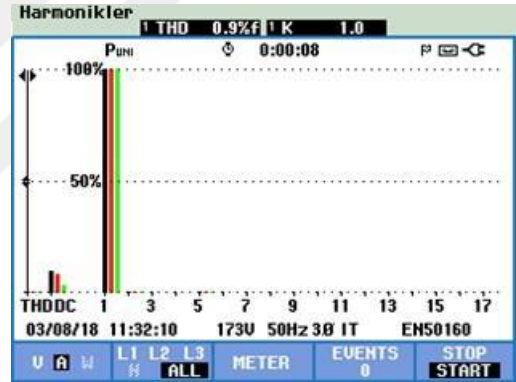 Harmonikler
1 THD 0.9%f 1 K 1.0
PUNI 0:00:08
100%
50%
THDDC 1 3 5 7 9 11 13 15 17
03/08/18 11:32:10 173V 50Hz 3Ø IT EN50160
V A W L1 L2 L3 N ALL METER EVENTS 0 STOP START